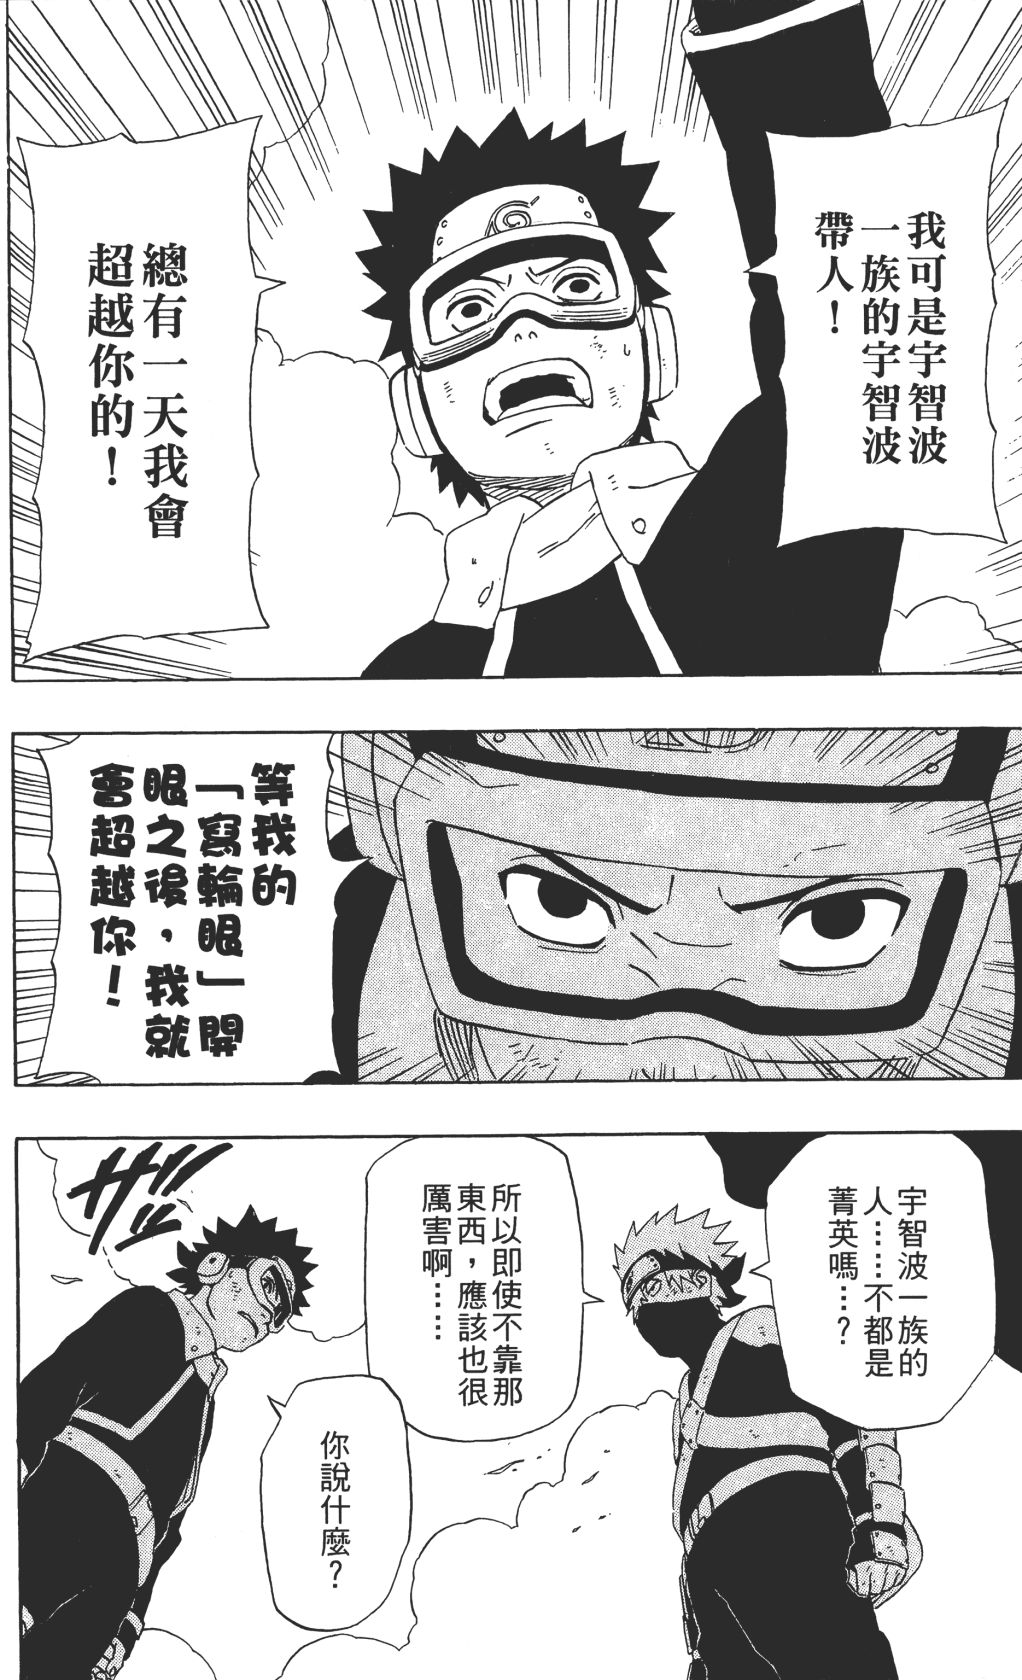 我可是宇智波
一族的宇智波
帶人！
總有一天我會
超越你的！
等我的
「寫輪眼」開
眼之後，我就
會超越你！
宇智波一族的
人……不都是
菁英嗎…？
所以即使不靠那
東西，應該也很
厲害啊……
你說什麼？
ザッ